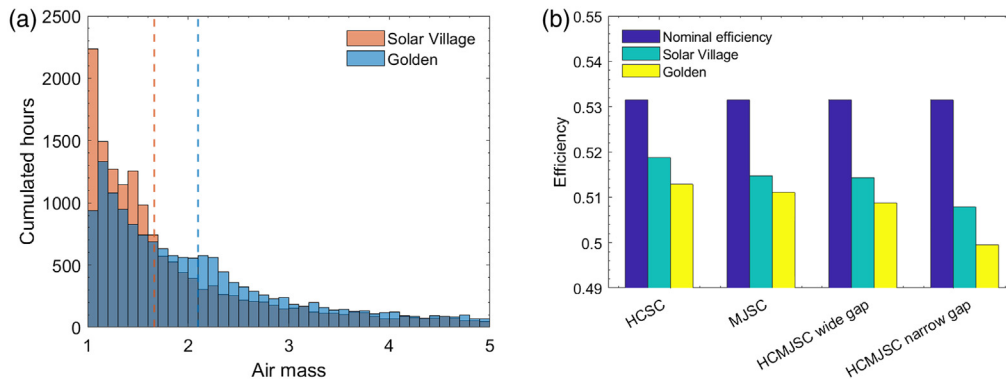 (a)
Solar Village
Golden
2500
2000
1500
1000
500
0
Cumulated hours
1 2 3 4 5
Air mass
(b)
Nominal efficiency
Solar Village
Golden
0.55
0.54
0.53
0.52
0.51
0.5
0.49
Efficiency
HCSC
MJSC
HCMJSC wide gap
HCMJSC narrow gap